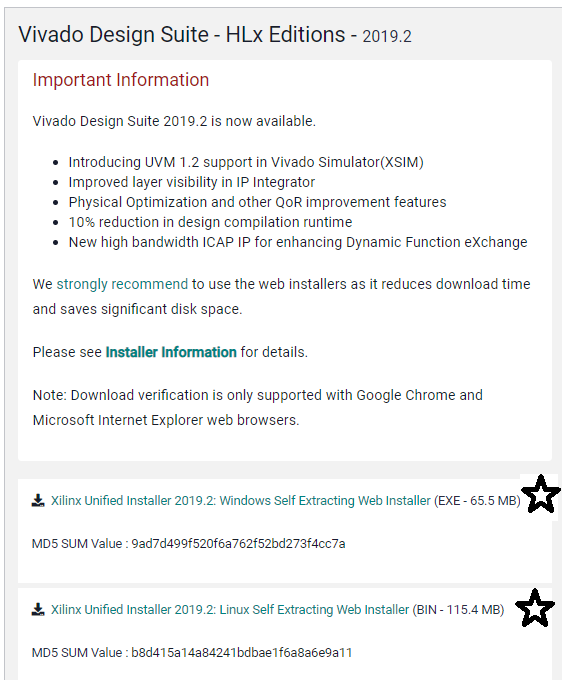 Vivado Design Suite - HLx Editions - 2019.2
Important Information
Vivado Design Suite 2019.2 is now available.
Introducing UVM 1.2 support in Vivado Simulator(XSIM)
Improved layer visibility in IP Integrator
Physical Optimization and other QoR improvement features
10% reduction in design compilation runtime
New high bandwidth ICAP IP for enhancing Dynamic Function eXchange
We strongly recommend to use the web installers as it reduces download time
and saves significant disk space.
Please see Installer Information for details.
Note: Download verification is only supported with Google Chrome and
Microsoft Internet Explorer web browsers.
Xilinx Unified Installer 2019.2: Windows Self Extracting Web Installer (EXE - 65.5 MB)
MD5 SUM Value : 9ad7d499f520f6a762f52bd273f4cc7a
Xilinx Unified Installer 2019.2: Linux Self Extracting Web Installer (BIN - 115.4 MB)
MD5 SUM Value : b8d415a14a84241bdbae1f6a8a6e9a11